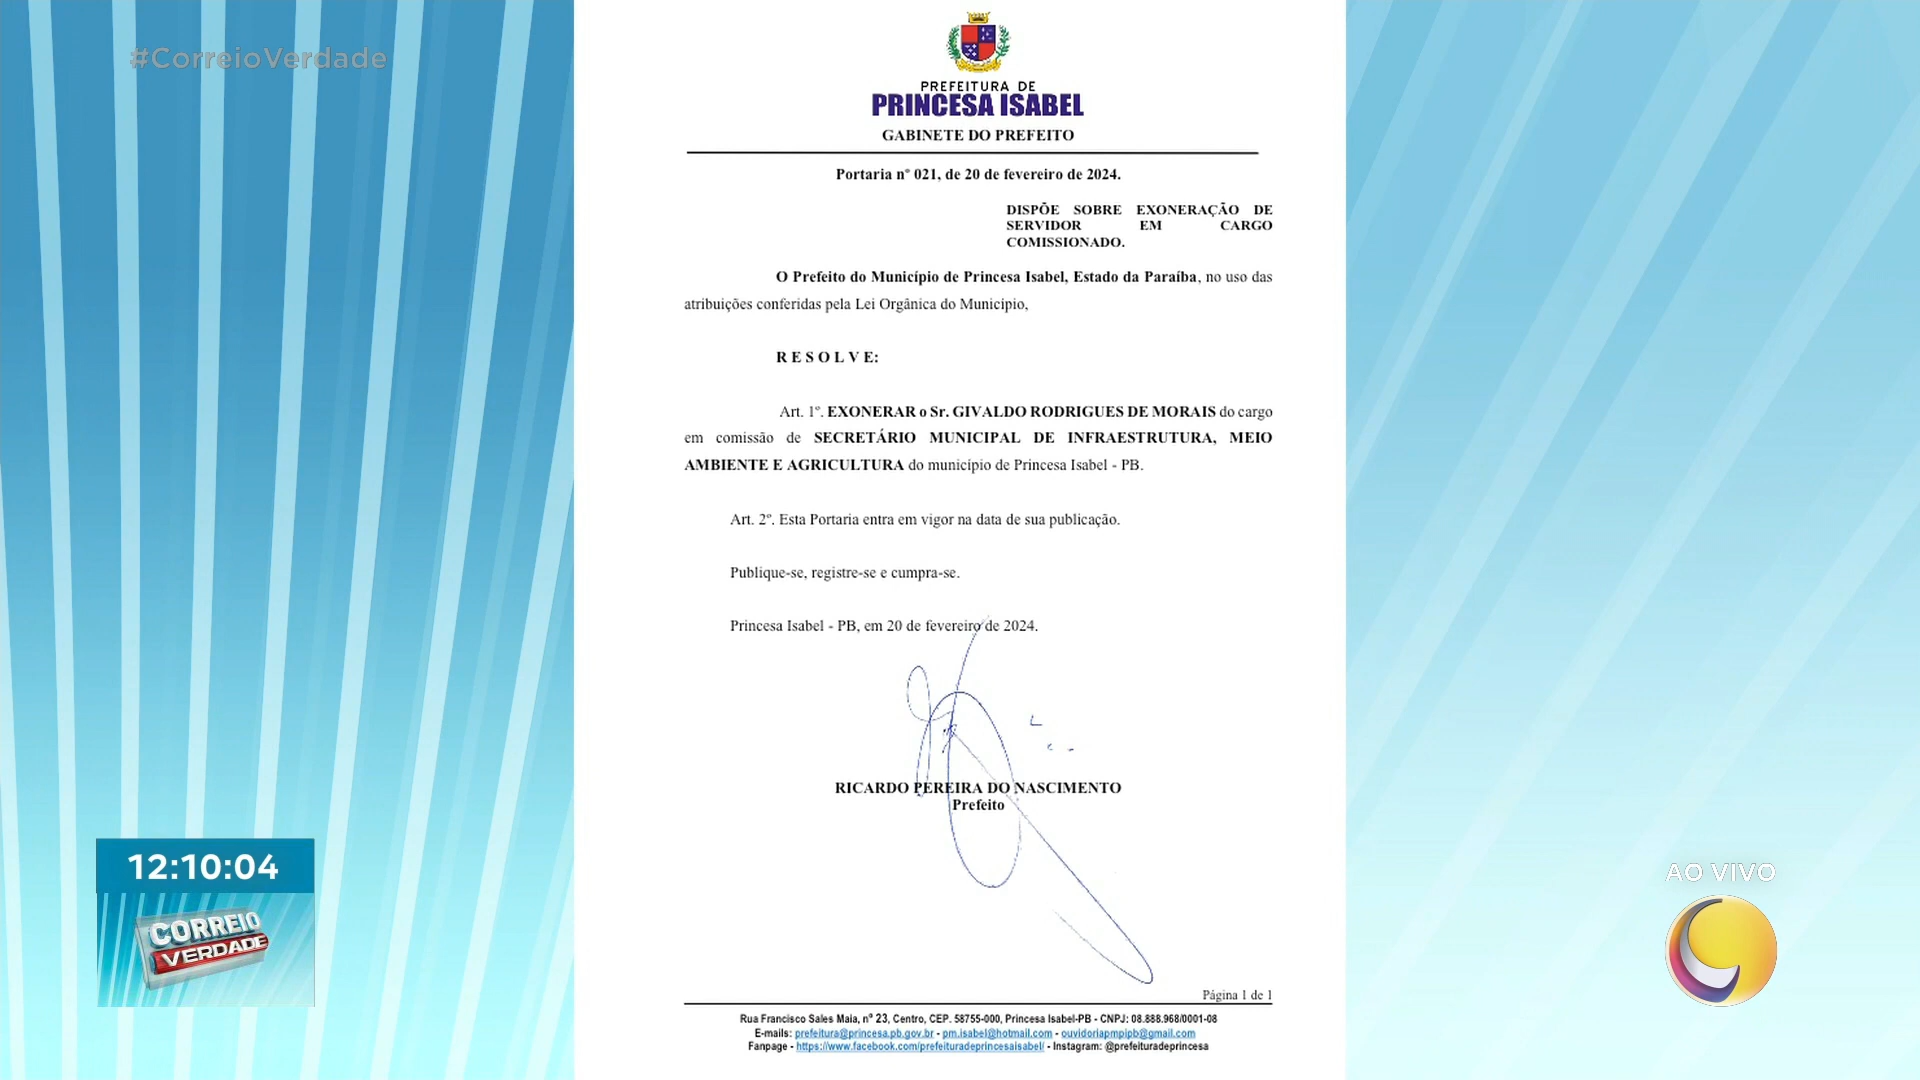 #CorreioVerdade
PREFEITURA DE
PRINCESA ISABEL
GABINETE DO PREFEITO
Portaria nº 021, de 20 de fevereiro de 2024.
DISPÕE SOBRE EXONERAÇÃO DE
SERVIDOR EM CARGO
COMISSIONADO.
O Prefeito do Município de Princesa Isabel, Estado da Paraíba, no uso das
atribuições conferidas pela Lei Orgânica do Municipio,
R E S O L V E:
Art. 1º. EXONERAR o Sr. GIVALDO RODRIGUES DE MORAIS do cargo
em comissão de SECRETÁRIO MUNICIPAL DE INFRAESTRUTURA, MEIO
AMBIENTE E AGRICULTURA do município de Princesa Isabel - PB.
Art. 2º. Esta Portaria entra em vigor na data de sua publicação.
Publique-se, registre-se e cumpra-se.
Princesa Isabel - PB, em 20 de fevereiro de 2024.
RICARDO PEREIRA DO NASCIMENTO
Prefeito
Página 1 de 1
Rua Francisco Sales Maia, nº 23, Centro, CEP. 58755-000, Princesa Isabel-PB - CNPJ: 08.888.968/0001-08
E-mails: prefeitura@princesa.pb.gov.br - pm.isabel@hotmail.com - ouvidoriapmpipb@gmail.com
Fanpage - https://www.facebook.com/prefeituradeprincesaisabel/ - Instagram: @prefeituradeprincesa
12:10:04
CORREIO
VERDADE
AO VIVO